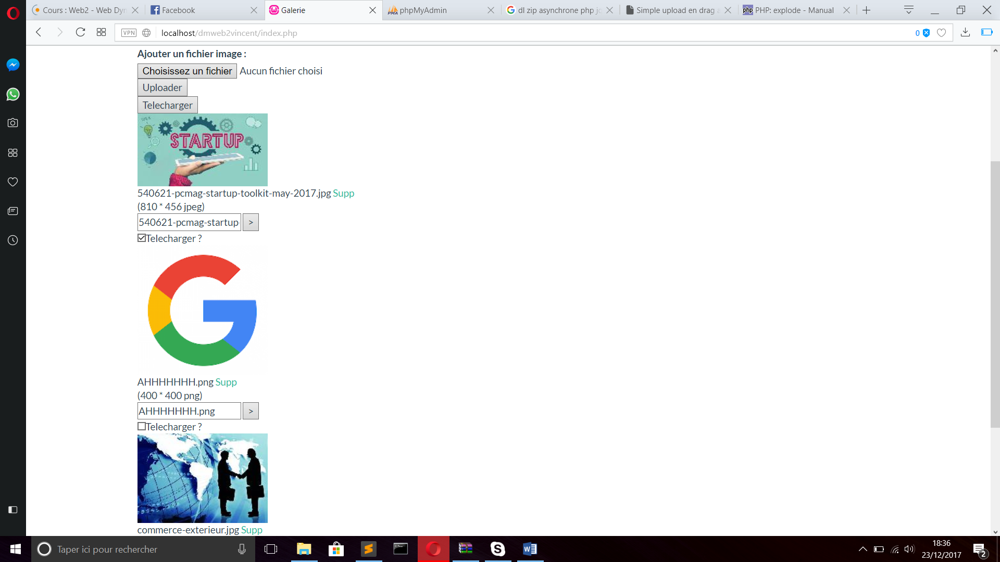 Cours : Web2 - Web Dyn
Facebook
Galerie
phpMyAdmin
dl zip asynchrone php jq
Simple upload en drag a
php PHP: explode - Manual
VPN
localhost/dmweb2vincent/index.php
0
Ajouter un fichier image :
Choisissez un fichier Aucun fichier choisi
Uploader
Telecharger
STARTUP
540621-pcmag-startup-toolkit-may-2017.jpg Supp
(810 * 456 jpeg)
540621-pcmag-startup- >
Telecharger ?
AHHHHHHH.png Supp
(400 * 400 png)
AHHHHHHH.png >
Telecharger ?
commerce-exterieur.jpg Supp
Taper ici pour rechercher
18:36
23/12/2017
2